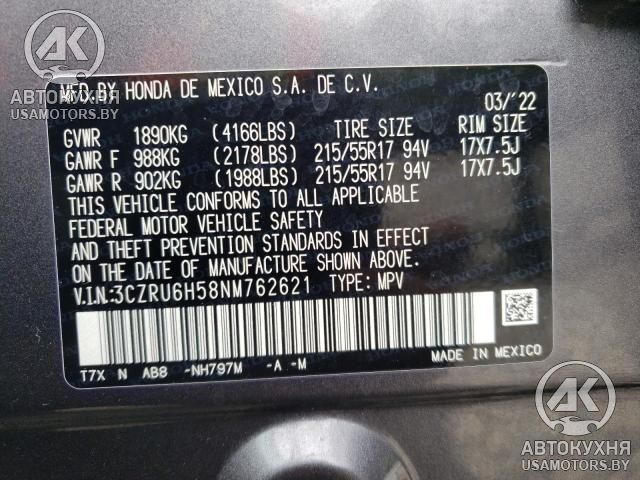 MFD.BY HONDA DE MEXICO S.A. DE C.V.
03/'22
GVWR 1890KG (4166LBS) TIRE SIZE RIM SIZE
GAWR F 988KG (2178LBS) 215/55R17 94V 17X7.5J
GAWR R 902KG (1988LBS) 215/55R17 94V 17X7.5J
THIS VEHICLE CONFORMS TO ALL APPLICABLE
FEDERAL MOTOR VEHICLE SAFETY
AND THEFT PREVENTION STANDARDS IN EFFECT
ON THE DATE OF MANUFACTURE SHOWN ABOVE.
V.I.N.:3CZRU6H58NM762621 TYPE: MPV
T7X N AB8 -NH797M -A -M MADE IN MEXICO
АК
АВТОКУХНЯ
USAMOTORS.BY
АК
АВТОКУХНЯ
USAMOTORS.BY